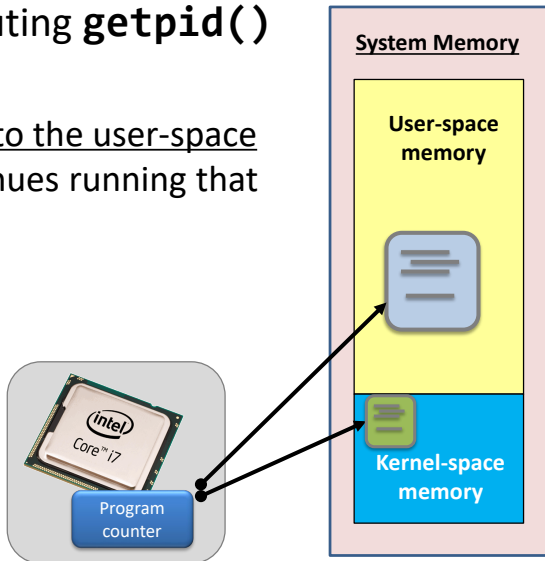 uting getpid()
to the user-space
nues running that
System Memory
User-space
memory
Kernel-space
memory
intel
Core™ i7
Program
counter